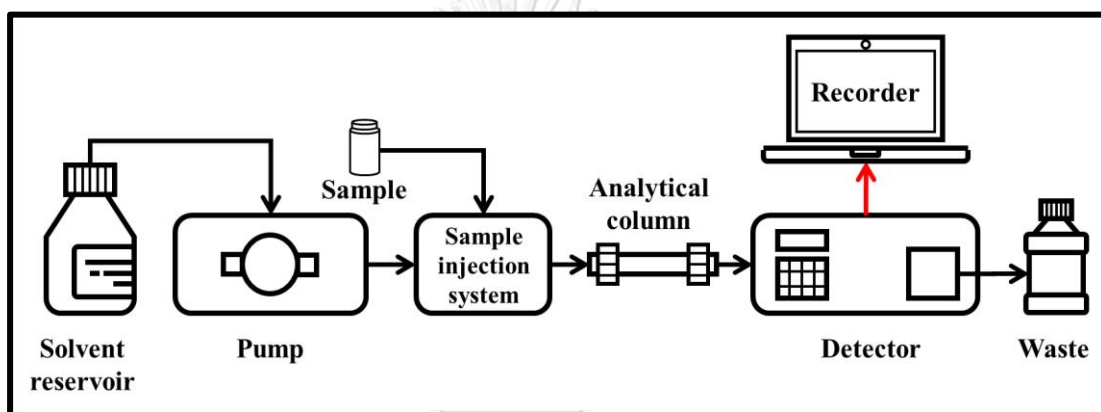 Recorder
Sample
Analytical
column
Sample
injection
system
Solvent
reservoir
Pump
Detector
Waste